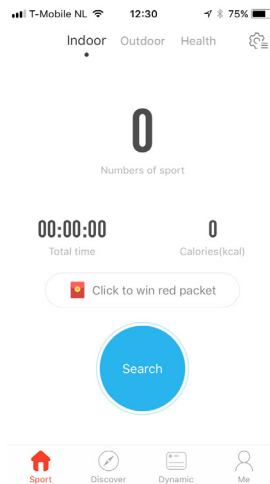 T-Mobile NL 12:30 75%
Indoor Outdoor Health
0
Numbers of sport
00:00:00 0
Total time Calories(kcal)
Click to win red packet
Search
Sport Discover Dynamic Me